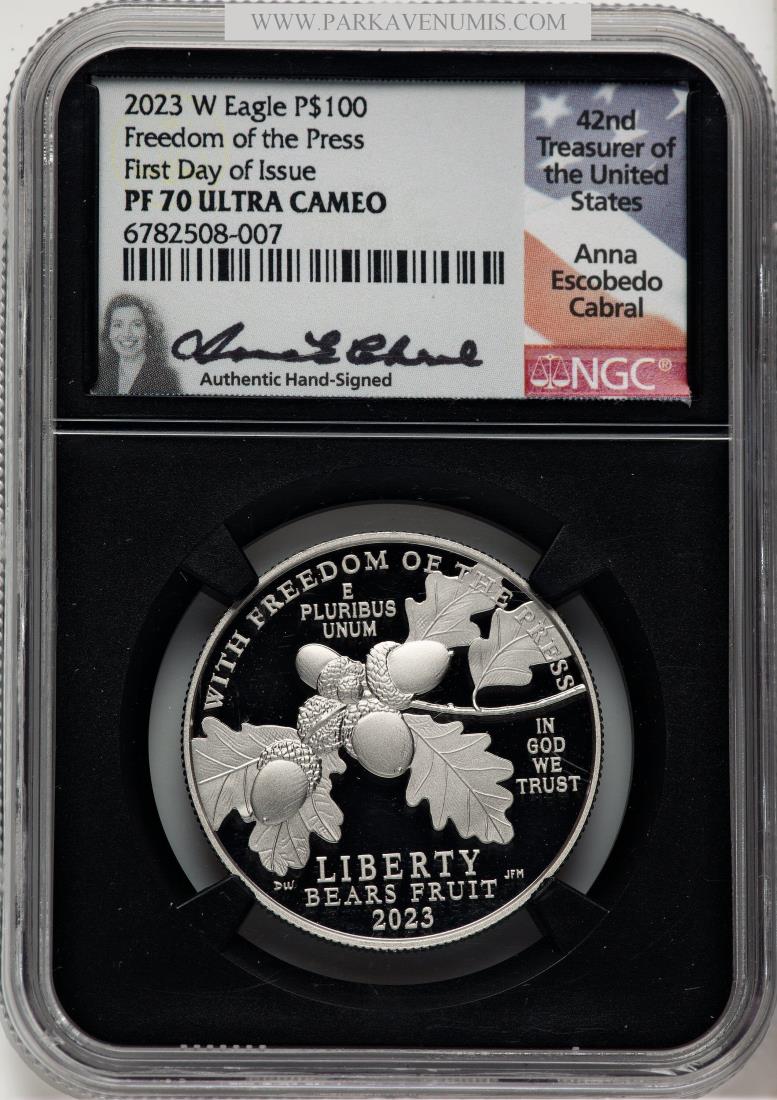 WWW.PARKAVENUMIS.COM
2023 W Eagle P$100
Freedom of the Press
First Day of Issue
PF 70 ULTRA CAMEO
6782508-007
Authentic Hand-Signed
42nd
Treasurer of
the United
States
Anna
Escobedo
Cabral
NGC®
WITH FREEDOM OF THE PRESS
E
PLURIBUS
UNUM
IN
GOD
WE
TRUST
DW
JFM
LIBERTY
BEARS FRUIT
2023